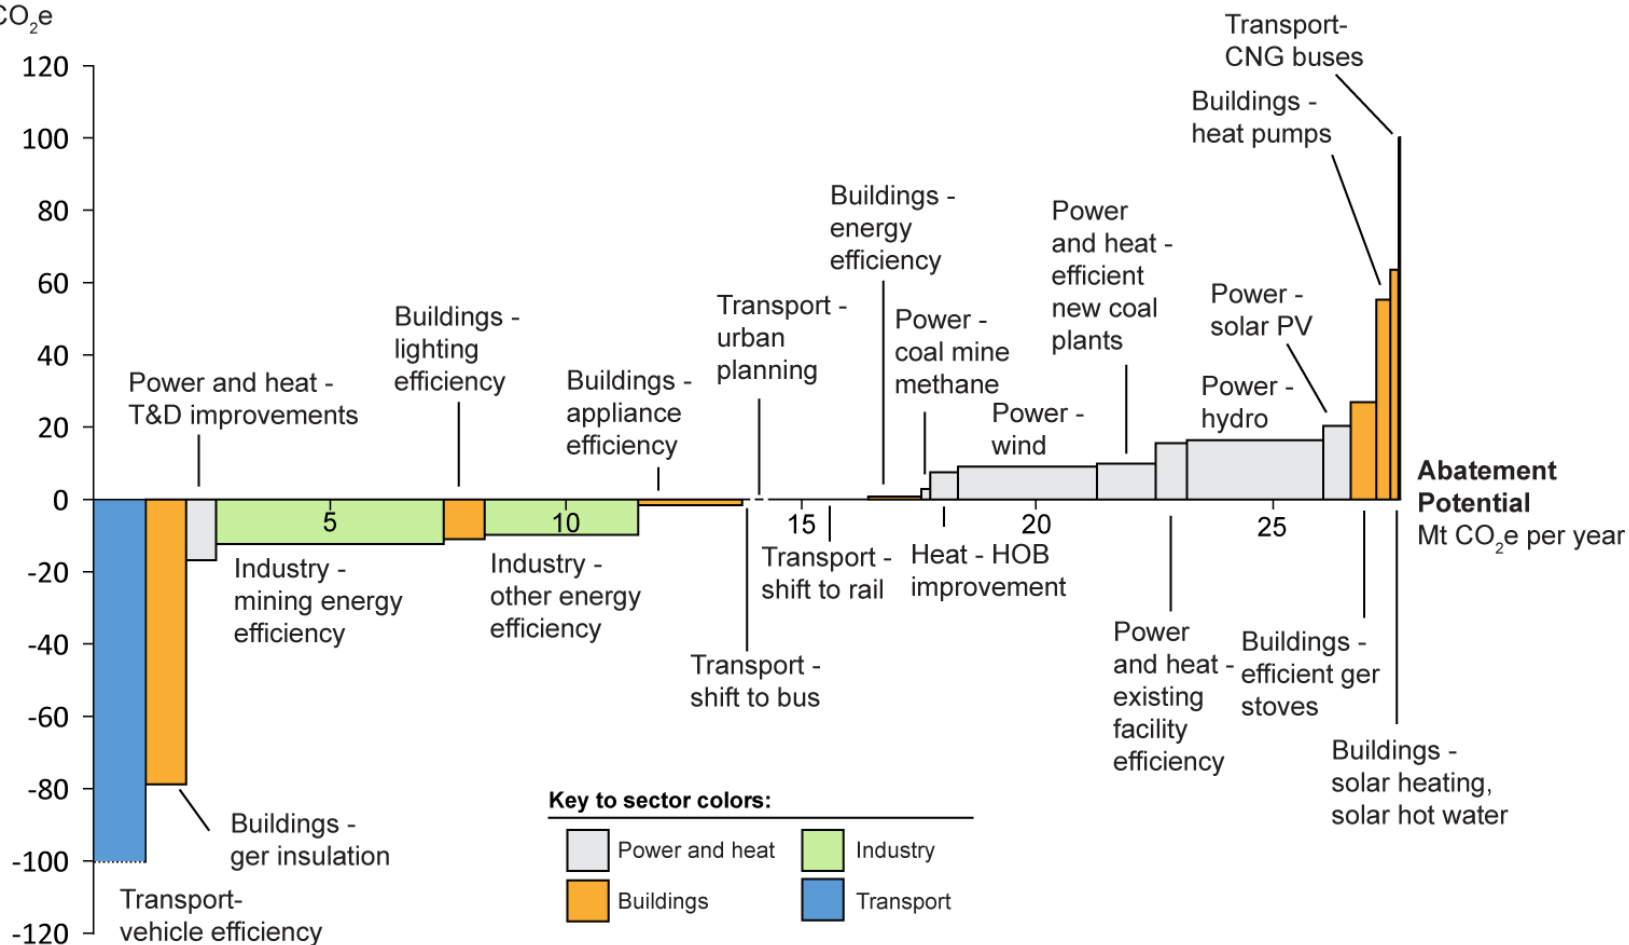 CO2e
120
100
80
60
40
20
0
-20
-40
-60
-80
-100
-120
5
10
15
20
25
Transport-
vehicle efficiency
Buildings -
ger insulation
Power and heat -
T&D improvements
Industry -
mining energy
efficiency
Buildings -
lighting
efficiency
Industry -
other energy
efficiency
Buildings -
appliance
efficiency
Transport -
shift to bus
Transport -
urban
planning
Transport -
shift to rail
Buildings -
energy
efficiency
Power -
coal mine
methane
Heat - HOB
improvement
Power -
wind
Power
and heat -
efficient
new coal
plants
Power
and heat -
existing
facility
efficiency
Power -
hydro
Power -
solar PV
Buildings -
efficient ger
stoves
Buildings -
heat pumps
Buildings -
solar heating,
solar hot water
Transport-
CNG buses
Abatement
Potential
Mt CO2e per year
Key to sector colors:
Power and heat
Industry
Buildings
Transport